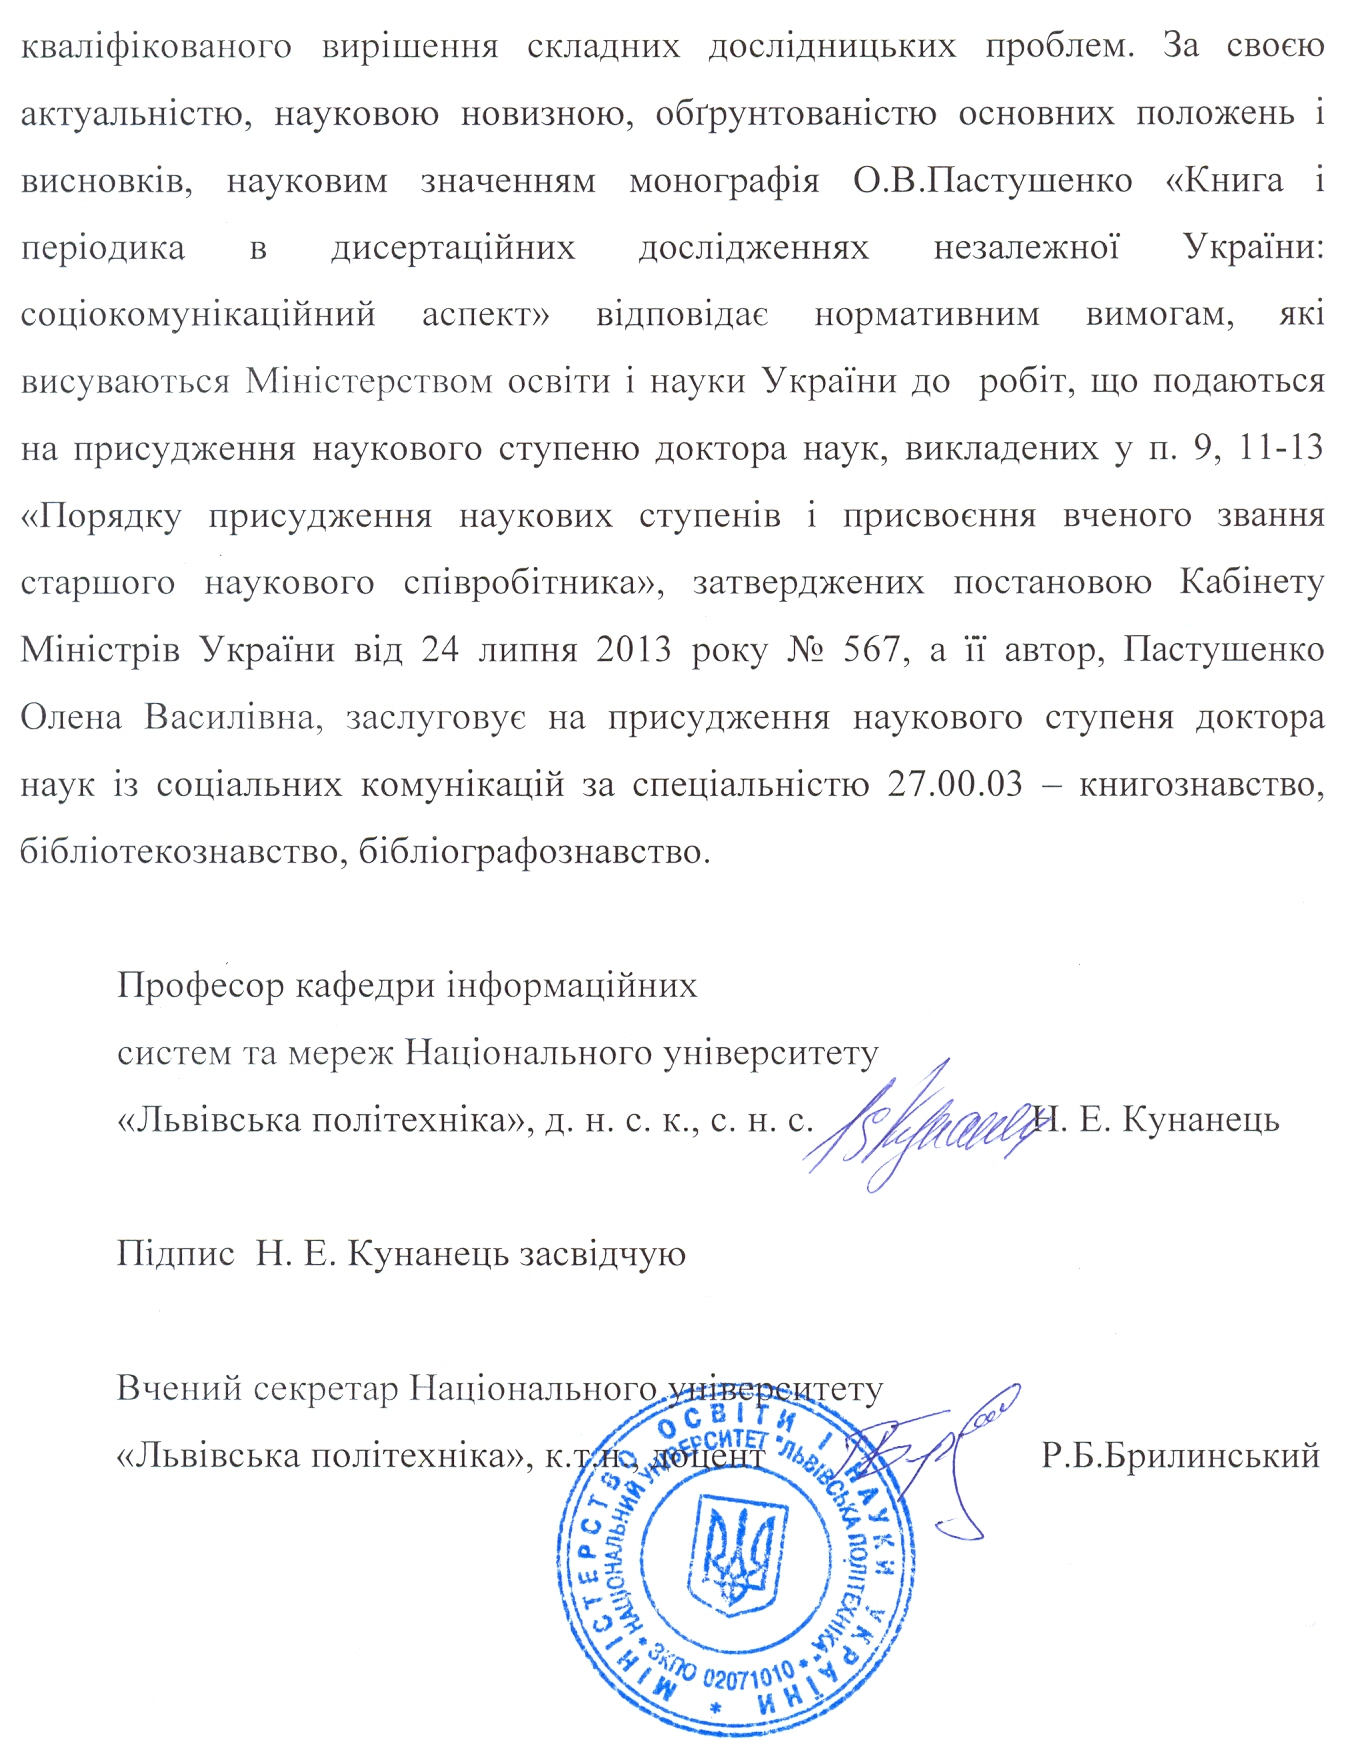 кваліфікованого вирішення складних дослідницьких проблем. За своєю
актуальністю, науковою новизною, обґрунтованістю основних положень і
висновків, науковим значенням монографія О.В.Пастушенко «Книга і
періодика в дисертаційних дослідженнях незалежної України:
соціокомунікаційний аспект» відповідає нормативним вимогам, які
висуваються Міністерством освіти і науки України до робіт, що подаються
на присудження наукового ступеню доктора наук, викладених у п. 9, 11-13
«Порядку присудження наукових ступенів і присвоєння вченого звання
старшого наукового співробітника», затверджених постановою Кабінету
Міністрів України від 24 липня 2013 року № 567, а її автор, Пастушенко
Олена Василівна, заслуговує на присудження наукового ступеня доктора
наук із соціальних комунікацій за спеціальністю 27.00.03 – книгознавство,
бібліотекознавство, бібліографознавство.
Професор кафедри інформаційних
систем та мереж Національного університету
«Львівська політехніка», д. н. с. к., с. н. с. Н. Е. Кунанець
Підпис Н. Е. Кунанець засвідчую
Вчений секретар Національного університету
«Львівська політехніка», к.т.н., доцент Р.Б.Брилинський
МІНІСТЕРСТВО ОСВІТИ І НАУКИ УКРАЇНИ *
* НАЦІОНАЛЬНИЙ УНІВЕРСИТЕТ "ЛЬВІВСЬКА ПОЛІТЕХНІКА" *
ЗКПО 02071010